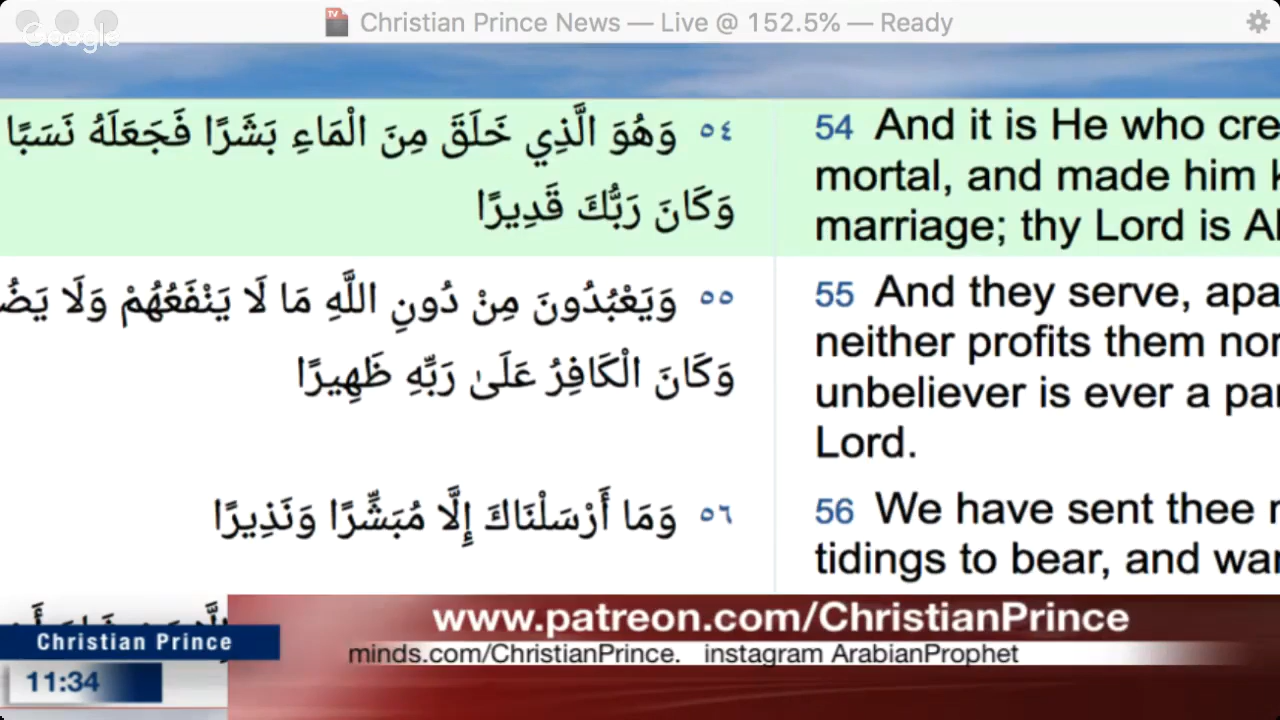 Christian Prince News — Live @ 152.5% — Ready
Google
٥٤ وَهُوَ الَّذِي خَلَقَ مِنَ الْمَاءِ بَشَرًا فَجَعَلَهُ نَسَبًا
وَكَانَ رَبُّكَ قَدِيرًا
54 And it is He who cre
mortal, and made him k
marriage; thy Lord is Al
٥٥ وَيَعْبُدُونَ مِنْ دُونِ اللَّهِ مَا لَا يَنْفَعُهُمْ وَلَا يَضُ
وَكَانَ الْكَافِرُ عَلَىٰ رَبِّهِ ظَهِيرًا
55 And they serve, apa
neither profits them nor
unbeliever is ever a par
Lord.
٥٦ وَمَا أَرْسَلْنَاكَ إِلَّا مُبَشِّرًا وَنَذِيرًا
56 We have sent thee n
tidings to bear, and war
www.patreon.com/ChristianPrince
Christian Prince
minds.com/ChristianPrince. instagram ArabianProphet
11:34